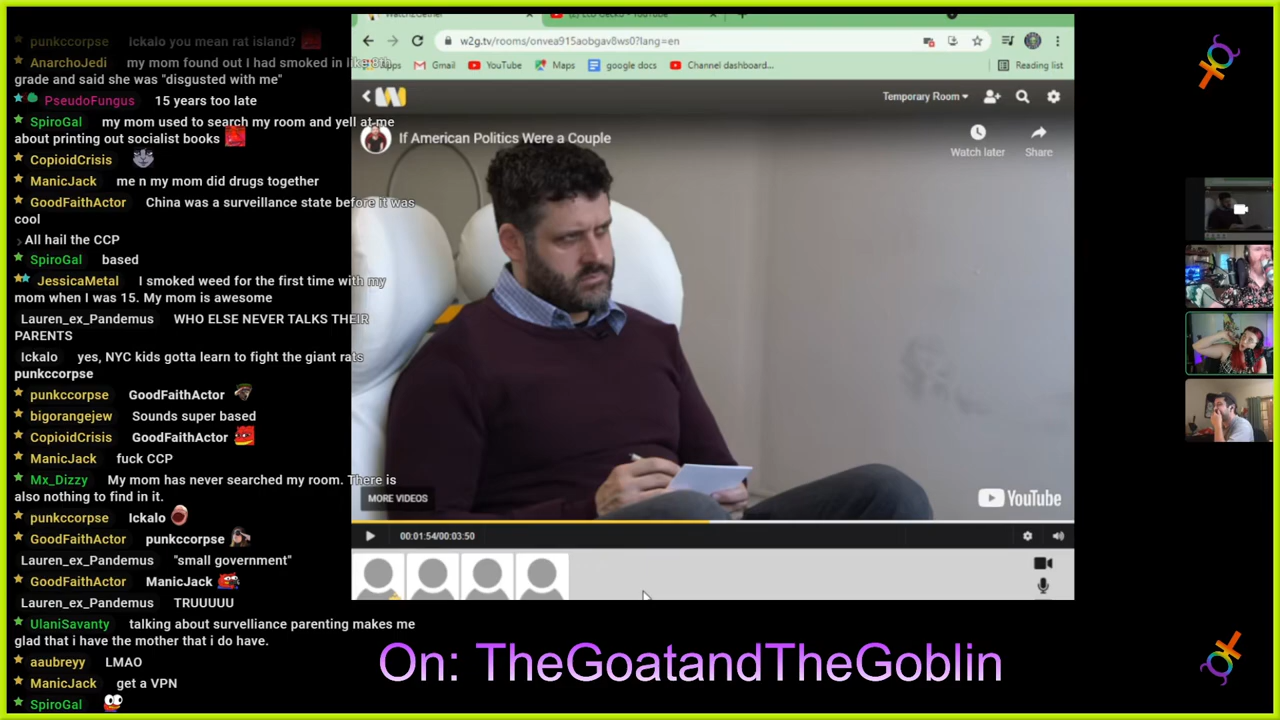 punkccorpse Ickalo you mean rat island?
AnarchoJedi my mom found out I had smoked in like 8th
grade and said she was "disgusted with me"
PseudoFungus 15 years too late
SpiroGal my mom used to search my room and yell at me
about printing out socialist books
CopioidCrisis
ManicJack me n my mom did drugs together
GoodFaithActor China was a surveillance state before it was
cool
All hail the CCP
SpiroGal based
JessicaMetal I smoked weed for the first time with my
mom when I was 15. My mom is awesome
Lauren_ex_Pandemus WHO ELSE NEVER TALKS THEIR
PARENTS
Ickalo yes, NYC kids gotta learn to fight the giant rats
punkccorpse
punkccorpse GoodFaithActor
bigorangejew Sounds super based
CopioidCrisis GoodFaithActor
ManicJack fuck CCP
Mx_Dizzy My mom has never searched my room. There is
also nothing to find in it.
punkccorpse Ickalo
GoodFaithActor punkccorpse
Lauren_ex_Pandemus "small government"
GoodFaithActor ManicJack
Lauren_ex_Pandemus TRUUUUU
UlaniSavanty talking about survelliance parenting makes me
glad that i have the mother that i do have.
aaubreyy LMAO
ManicJack get a VPN
SpiroGal
w2g.tv/rooms/onvea915aobgav8ws0?lang=en
Apps Gmail YouTube Maps google docs Channel dashboard... Reading list
Temporary Room
If American Politics Were a Couple
Watch later Share
MORE VIDEOS
YouTube
00:01:54/00:03:50
On: TheGoatandTheGoblin